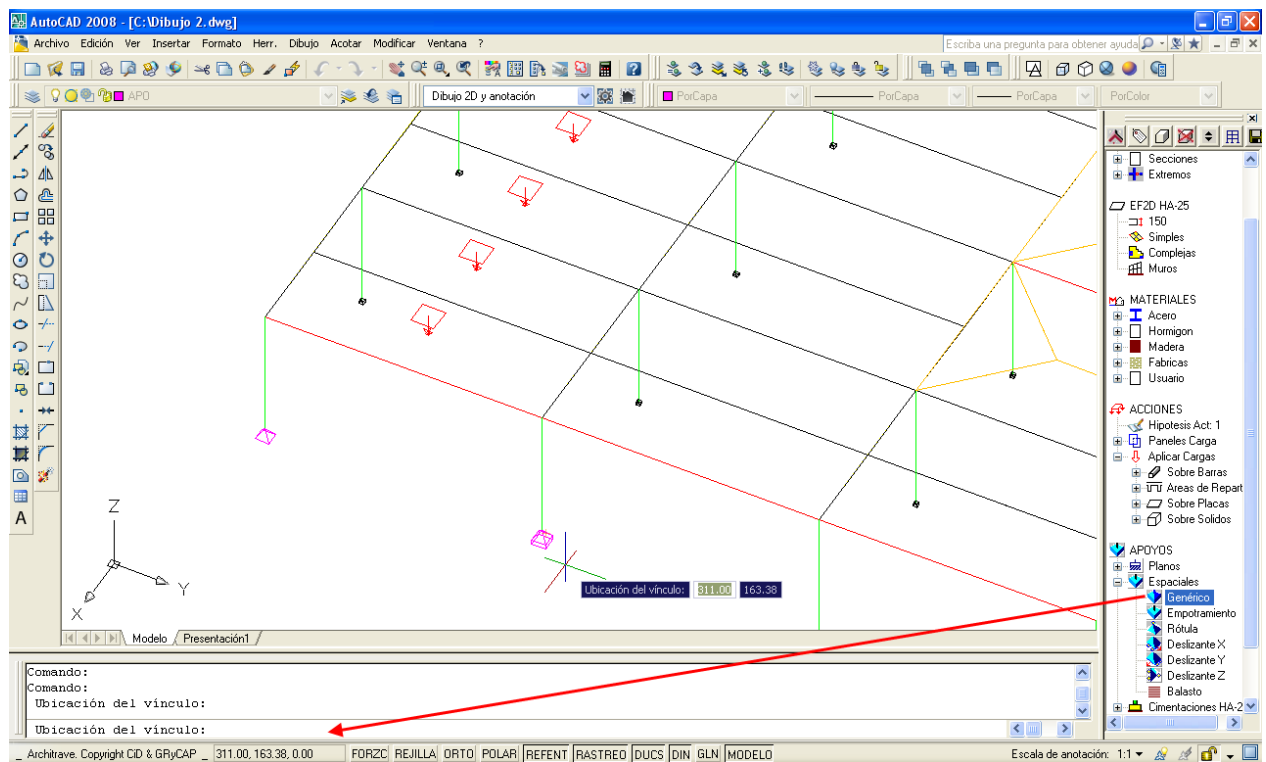 AutoCAD 2008 - [C:\Dibujo 2.dwg]
Archivo Edición Ver Insertar Formato Herr. Dibujo Acotar Modificar Ventana ?
Escriba una pregunta para obtener ayuda
APO
Dibujo 2D y anotación
PorCapa
PorCapa
PorCapa
PorColor
Secciones
Extremos
EF2D HA-25
150
Simples
Complejas
Muros
MATERIALES
Acero
Hormigon
Madera
Fabricas
Usuario
ACCIONES
Hipotesis Act: 1
Paneles Carga
Aplicar Cargas
Sobre Barras
Areas de Repart
Sobre Placas
Sobre Solidos
APOYOS
Planos
Espaciales
Genérico
Empotramiento
Rótula
Deslizante X
Deslizante Y
Deslizante Z
Balasto
Cimentaciones HA-2
A
Z
Y
X
Ubicación del vínculo: 311.00 163.38
Modelo Presentación1
Comando:
Comando:
Ubicación del vínculo:
Ubicación del vínculo:
_ Architrave. Copyright CiD & GRyCAP _ 311.00, 163.38, 0.00 FORZC REJILLA ORTO POLAR REFENT RASTREO DUCS DIN GLN MODELO Escala de anotación: 1:1